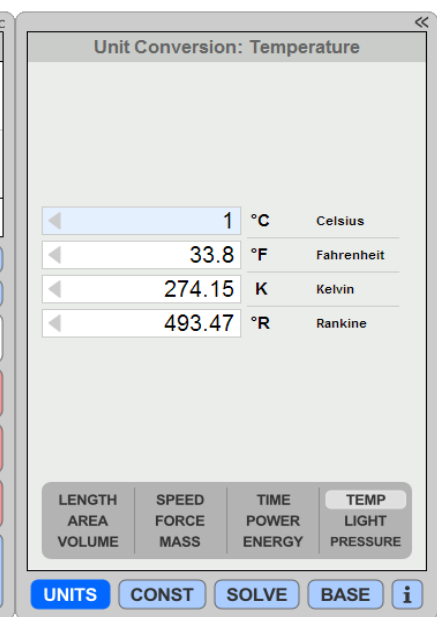 C
«
Unit Conversion: Temperature
1 °C Celsius
33.8 °F Fahrenheit
274.15 K Kelvin
493.47 °R Rankine
LENGTH SPEED TIME TEMP
AREA FORCE POWER LIGHT
VOLUME MASS ENERGY PRESSURE
UNITS CONST SOLVE BASE i